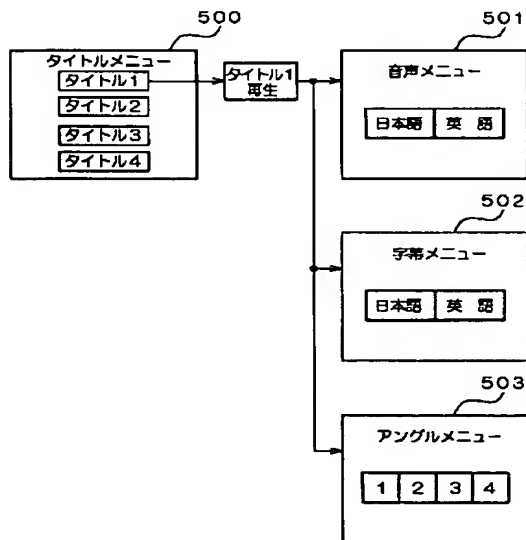 500
タイトルメニュー
タイトル1
タイトル2
タイトル3
タイトル4
タイトル1
再生
501
音声メニュー
日本語 英 語
502
字幕メニュー
日本語 英 語
503
アングルメニュー
1 2 3 4